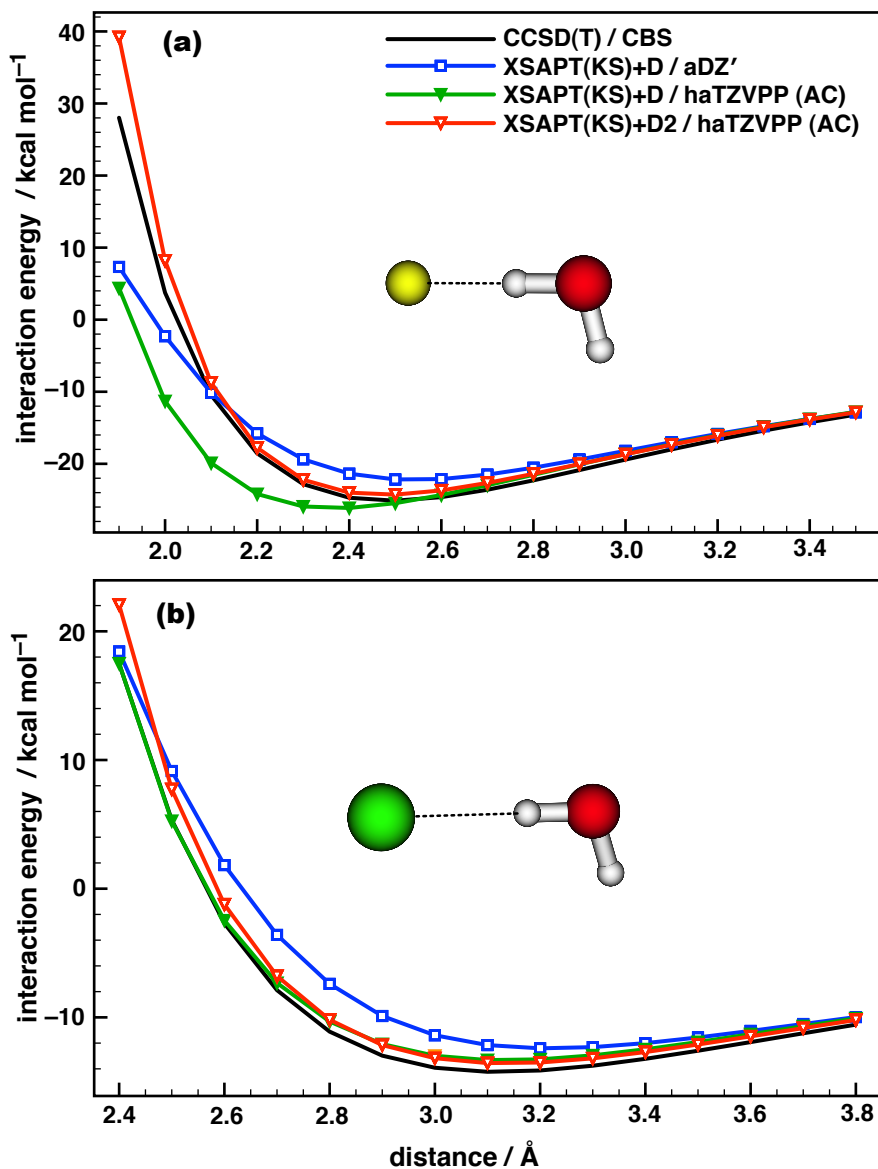 (a)
CCSD(T) / CBS
XSAPT(KS)+D / aDZ′
XSAPT(KS)+D / haTZVPP (AC)
XSAPT(KS)+D2 / haTZVPP (AC)
interaction energy / kcal mol⁻¹
40
30
20
10
0
−10
−20
2.0 2.2 2.4 2.6 2.8 3.0 3.2 3.4
(b)
interaction energy / kcal mol⁻¹
20
10
0
−10
2.4 2.6 2.8 3.0 3.2 3.4 3.6 3.8
distance / Å